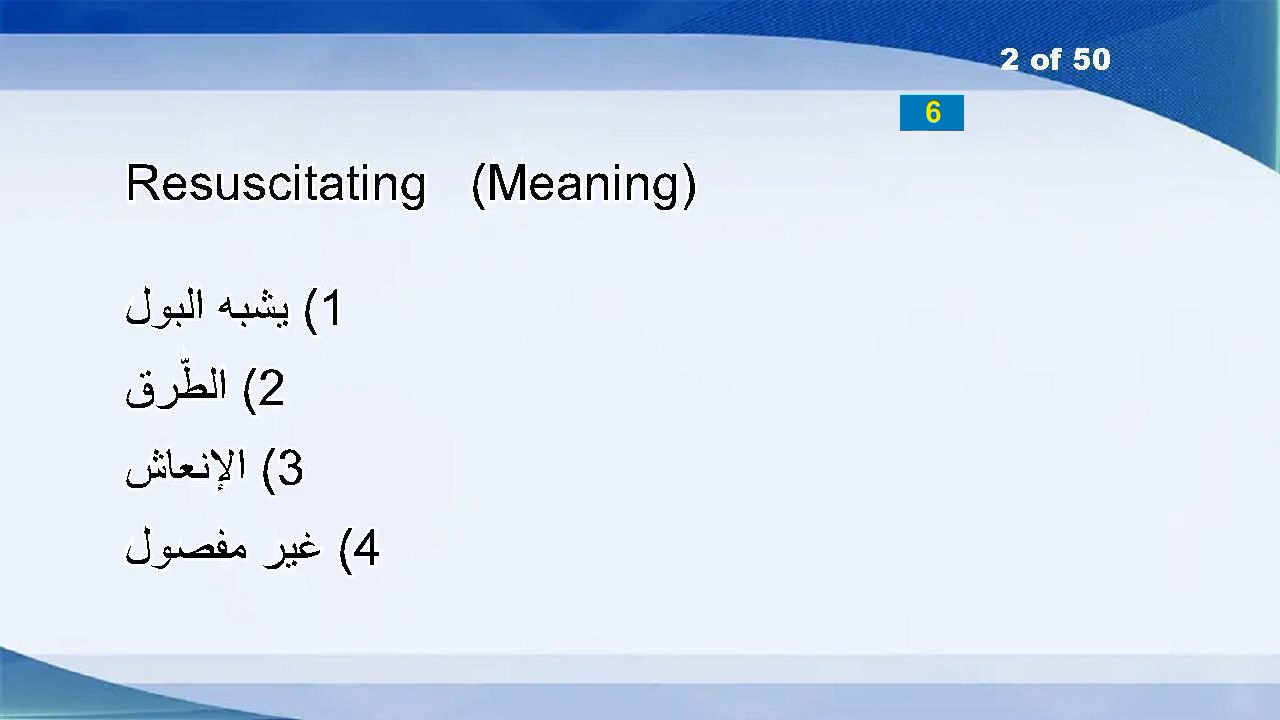 2 of 50
6
Resuscitating (Meaning)
1) يشبه البول
2) الطّرق
3) الإنعاش
4) غير مفصول